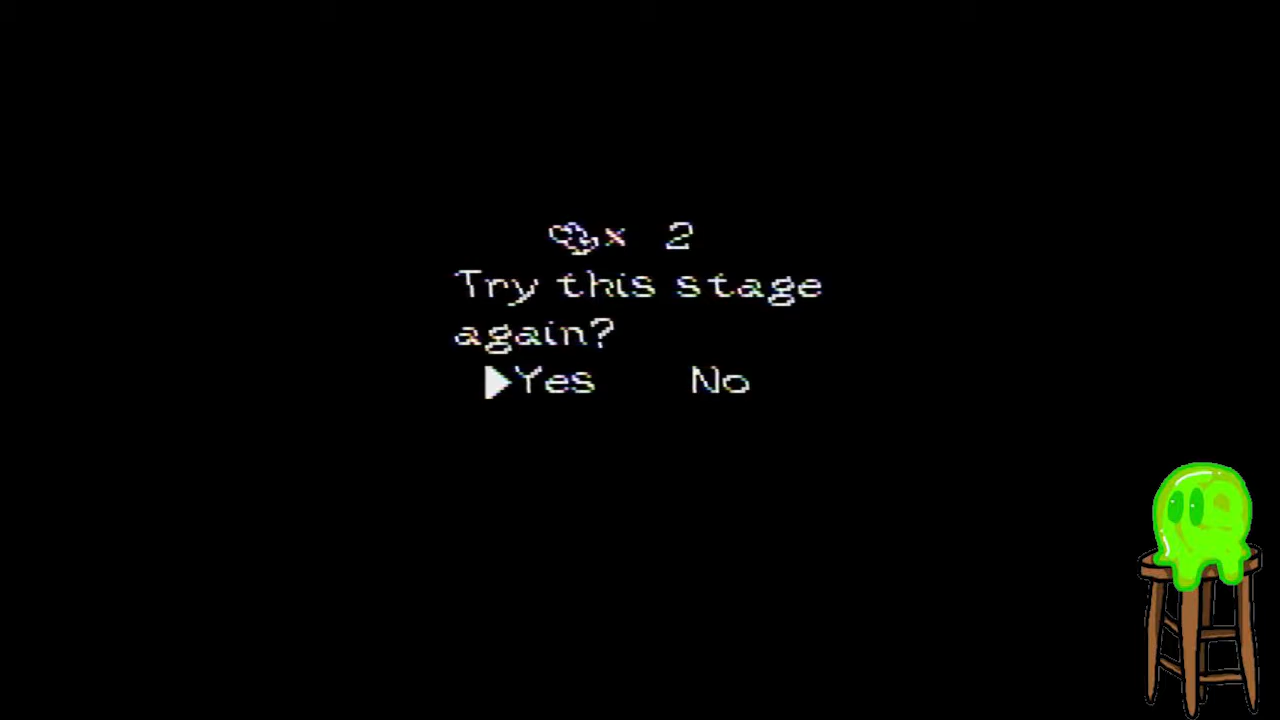 x 2
Try this stage
again?
▶Yes No